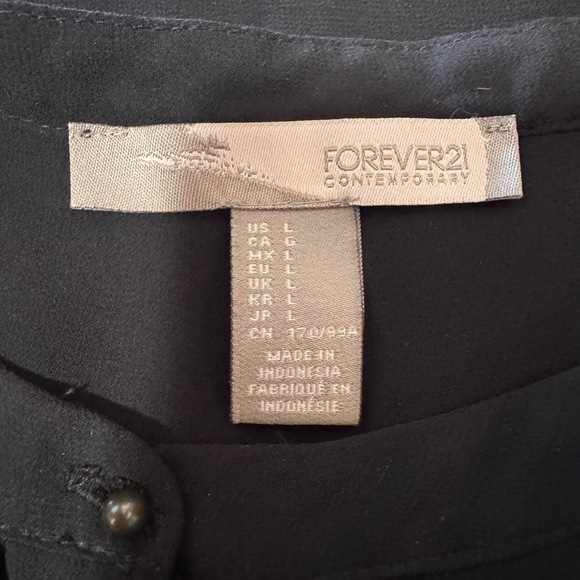 FOREVER21
CONTEMPORARY
US L
CA G
MX L
EU L
UK L
KR L
JP L
CN 170/99A
MADE IN
INDONESIA
FABRIQUÉ EN
INDONÉSIE